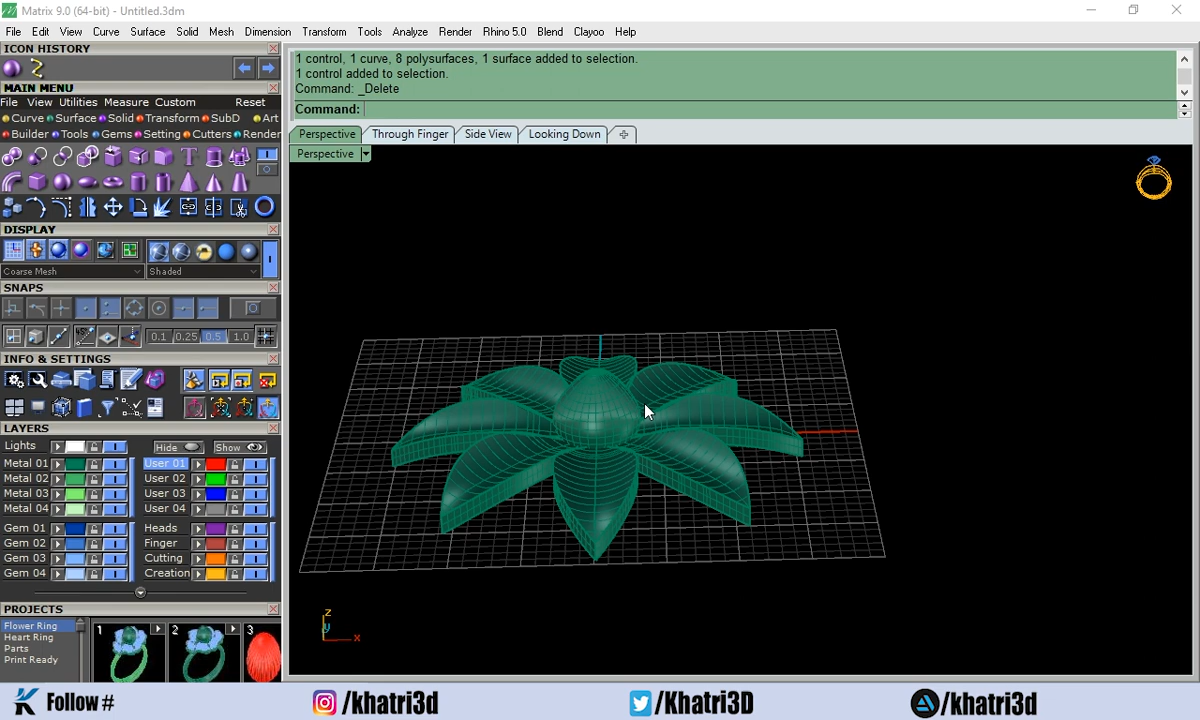 Matrix 9.0 (64-bit) - Untitled.3dm
File Edit View Curve Surface Solid Mesh Dimension Transform Tools Analyze Render Rhino 5.0 Blend Clayoo Help
ICON HISTORY
MAIN MENU
File View Utilities Measure Custom Reset
Curve Surface Solid Transform SubD Art
Builder Tools Gems Setting Cutters Render
DISPLAY
Coarse Mesh Shaded
SNAPS
0.1 0.25 0.5 1.0
INFO & SETTINGS
LAYERS
Lights Hide Show
Metal 01 User 01
Metal 02 User 02
Metal 03 User 03
Metal 04 User 04
Gem 01 Heads
Gem 02 Finger
Gem 03 Cutting
Gem 04 Creation
PROJECTS
Flower Ring
Heart Ring
Parts
Print Ready
1 2 3
1 control, 1 curve, 8 polysurfaces, 1 surface added to selection.
1 control added to selection.
Command: _Delete
Command:
Perspective Through Finger Side View Looking Down
Perspective
z
y
x
Follow # /khatri3d /Khatri3D /khatri3d